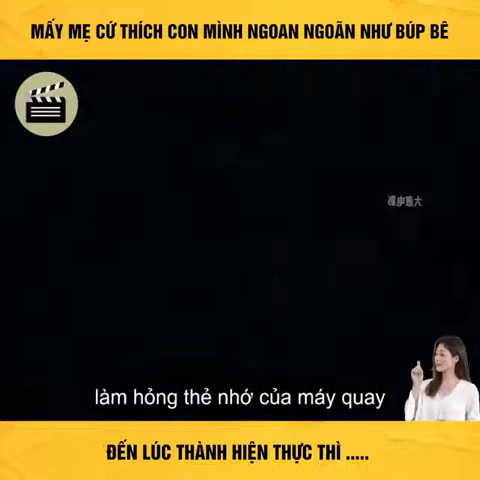 MẤY MẸ CỨ THÍCH CON MÌNH NGOAN NGOÃN NHƯ BÚP BÊ
làm hỏng thẻ nhớ của máy quay
ĐẾN LÚC THÀNH HIỆN THỰC THÌ .....